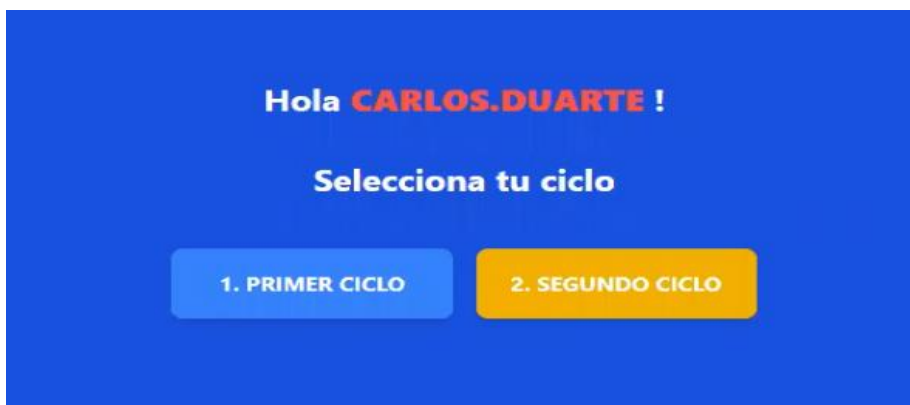 Hola CARLOS.DUARTE !
Selecciona tu ciclo
1. PRIMER CICLO
2. SEGUNDO CICLO